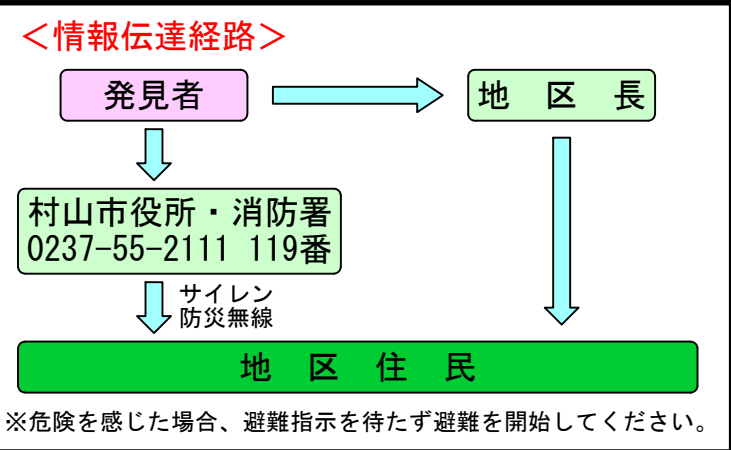 ＜情報伝達経路＞
発見者
地　区　長
村山市役所・消防署
0237-55-2111 119番
サイレン
防災無線
地　区　住　民
※危険を感じた場合、避難指示を待たず避難を開始してください。